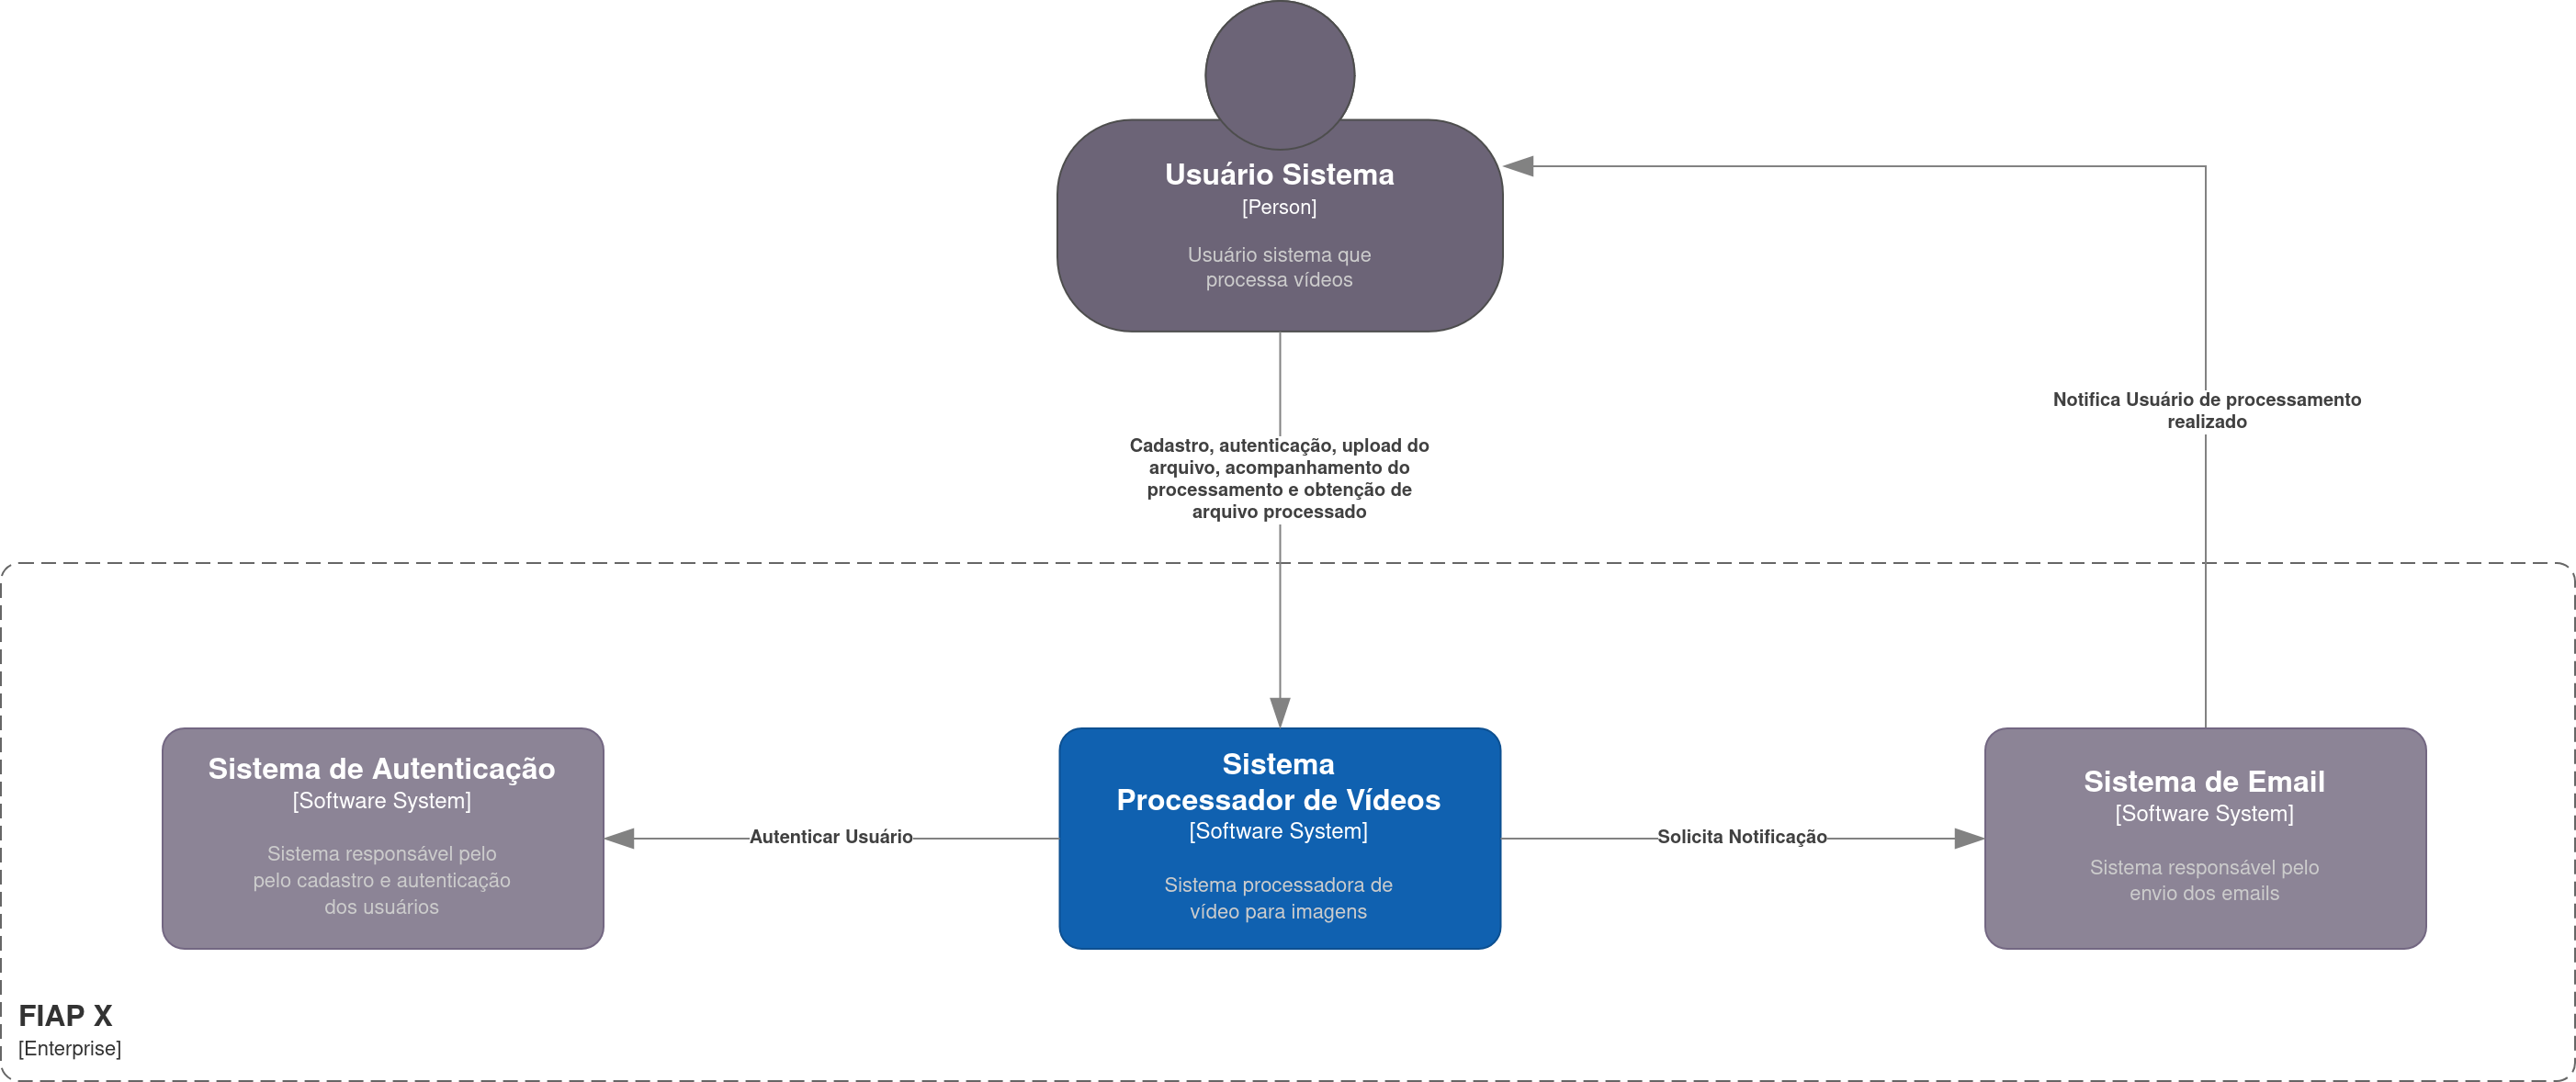 Usuário Sistema
[Person]
Usuário sistema que
processa vídeos
Notifica Usuário de processamento
realizado
Cadastro, autenticação, upload do
arquivo, acompanhamento do
processamento e obtenção de
arquivo processado
Sistema de Autenticação
[Software System]
Sistema responsável pelo
pelo cadastro e autenticação
dos usuários
Autenticar Usuário
Sistema
Processador de Vídeos
[Software System]
Sistema processadora de
vídeo para imagens
Solicita Notificação
Sistema de Email
[Software System]
Sistema responsável pelo
envio dos emails
FIAP X
[Enterprise]